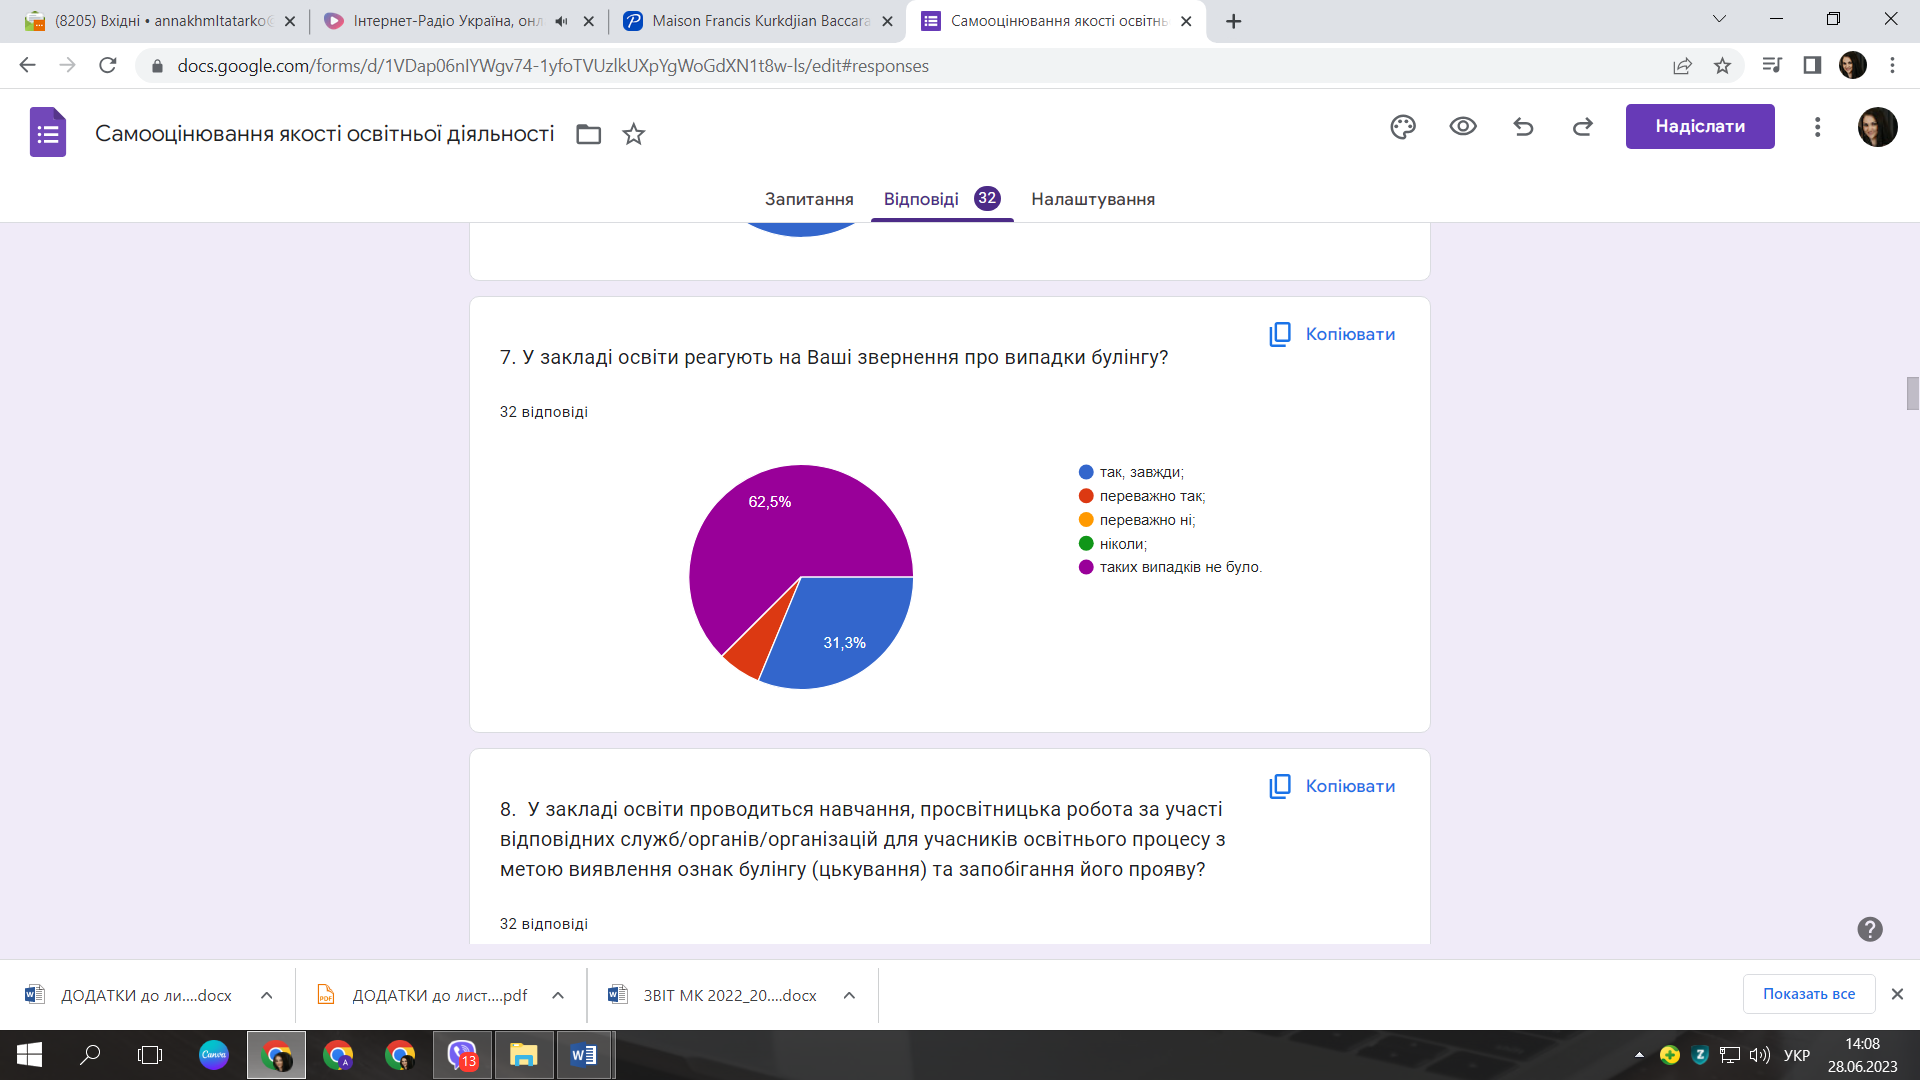 (8205) Вхідні • annakhmltatarko@
Інтернет-Радіо Україна, онл
Maison Francis Kurkdjian Baccara
Самооцінювання якості освітнь
docs.google.com/forms/d/1VDap06nIYWgv74-1yfoTVUzlkUXpYgWoGdXN1t8w-ls/edit#responses
Самооцінювання якості освітньої діяльності
Надіслати
Запитання
Відповіді 32
Налаштування
Копіювати
7. У закладі освіти реагують на Ваші звернення про випадки булінгу?
32 відповіді
62,5%
31,3%
так, завжди;
переважно так;
переважно ні;
ніколи;
таких випадків не було.
Копіювати
8. У закладі освіти проводиться навчання, просвітницька робота за участі
відповідних служб/органів/організацій для учасників освітнього процесу з
метою виявлення ознак булінгу (цькування) та запобігання його прояву?
32 відповіді
ДОДАТКИ до ли....docx
ДОДАТКИ до лист....pdf
ЗВІТ МК 2022_20....docx
Показать все
Canva
13
УКР
14:08
28.06.2023